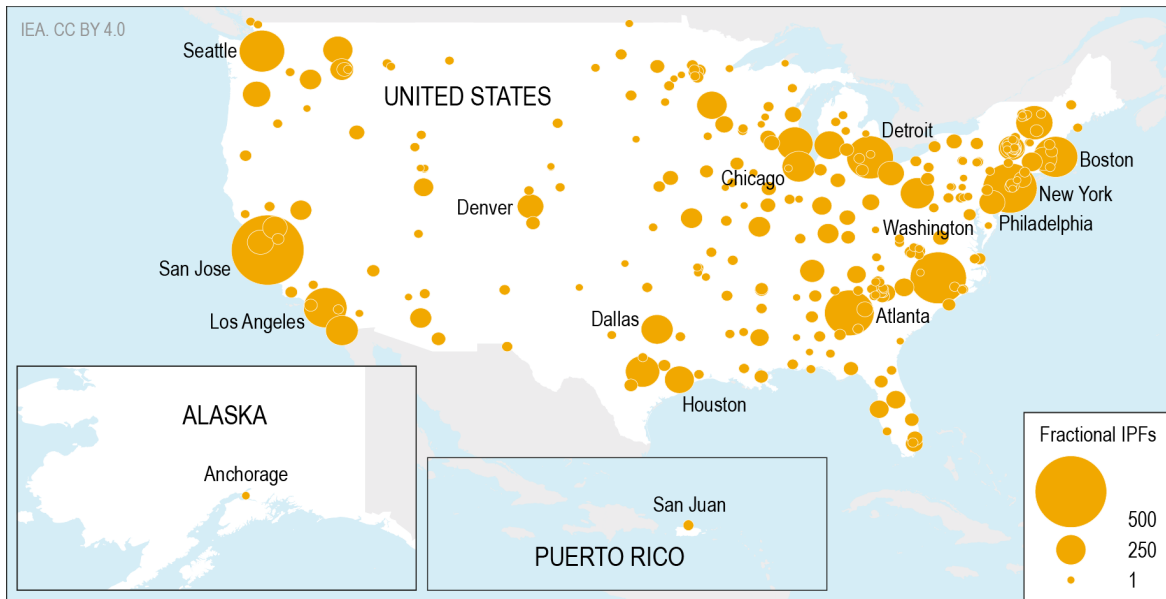 IEA. CC BY 4.0
Seattle
UNITED STATES
Detroit
Boston
Chicago
New York
Denver
Philadelphia
Washington
San Jose
Los Angeles
Dallas
Atlanta
Houston
ALASKA
Anchorage
San Juan
PUERTO RICO
Fractional IPFs
500
250
1